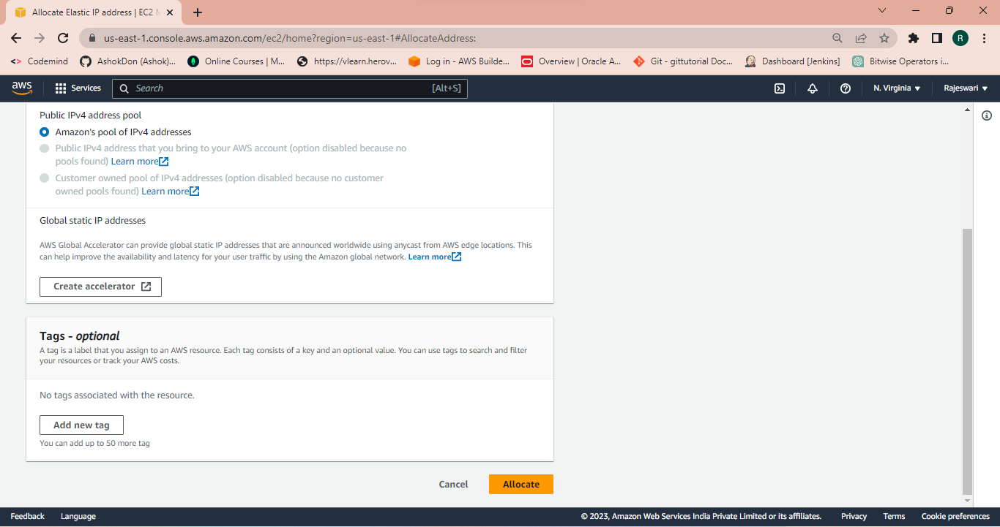 Allocate Elastic IP address | EC2 M
us-east-1.console.aws.amazon.com/ec2/home?region=us-east-1#AllocateAddress:
R
<> Codemind
AshokDon (Ashok)...
Online Courses | M...
https://vlearn.herov...
Log in - AWS Builde...
Overview | Oracle A...
Git - gittutorial Doc...
Dashboard [Jenkins]
Bitwise Operators i...
aws
Services
Search
[Alt+S]
N. Virginia
Rajeswari
Public IPv4 address pool
Amazon's pool of IPv4 addresses
Public IPv4 address that you bring to your AWS account (option disabled because no
pools found) Learn more
Customer owned pool of IPv4 addresses (option disabled because no customer
owned pools found) Learn more
Global static IP addresses
AWS Global Accelerator can provide global static IP addresses that are announced worldwide using anycast from AWS edge locations. This
can help improve the availability and latency for your user traffic by using the Amazon global network. Learn more
Create accelerator
Tags - optional
A tag is a label that you assign to an AWS resource. Each tag consists of a key and an optional value. You can use tags to search and filter
your resources or track your AWS costs.
No tags associated with the resource.
Add new tag
You can add up to 50 more tag
Cancel
Allocate
Feedback
Language
© 2023, Amazon Web Services India Private Limited or its affiliates.
Privacy
Terms
Cookie preferences